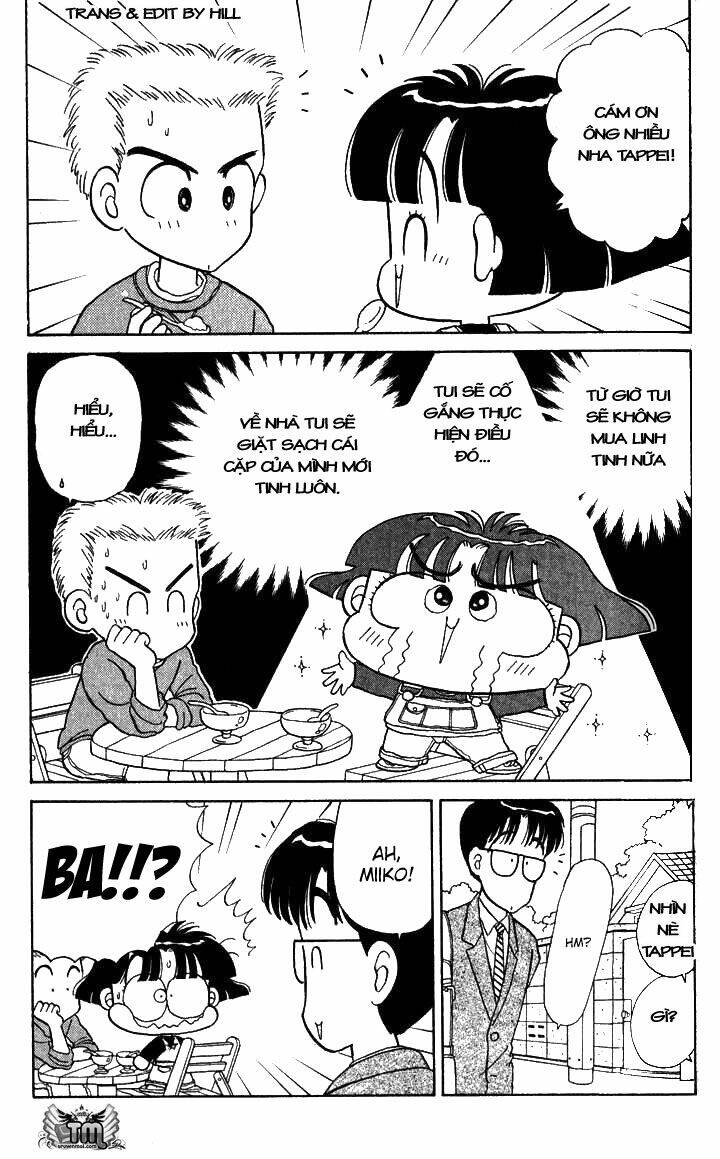 TRANS & EDIT BY HILL
CÁM ƠN
ÔNG NHIỀU
NHA TAPPEI!
TỪ GIỜ TUI
SẼ KHÔNG
MUA LINH
TINH NỮA
TUI SẼ CỐ
GẮNG THỰC
HIỆN ĐIỀU
ĐÓ...
VỀ NHÀ TUI SẼ
GIẶT SẠCH CÁI
CẶP CỦA MÌNH MỚI
TINH LUÔN.
HIỂU,
HIỂU...
NHÌN
NÈ
TAPPEI
GÌ?
HM?
AH,
MIIKO!
BA!!?
TM